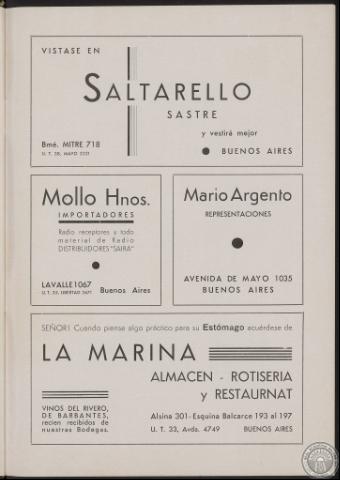 VISTASE EN
SALTARELLO
SASTRE
y vestirá mejor
Bmé. MITRE 718
BUENOS AIRES
Mollo Hnos.
IMPORTADORES
Radio receptores y todo
material de Radio
DISTRIBUIDORES "SAIRA"
LAVALLE 1067
Buenos Aires
Mario Argento
REPRESENTACIONES
AVENIDA DE MAYO 1035
BUENOS AIRES
SEÑOR! Cuando piense algo práctico para su Estómago acuérdese de
LA MARINA
ALMACEN - ROTISERIA
y RESTAURNAT
VINOS DEL RIVERO,
DE BARBANTES,
recien recibidos de
nuestras Bodegas.
Alsina 301 - Esquina Balcarce 193 al 197
U. T. 33, Avda. 4749
BUENOS AIRES